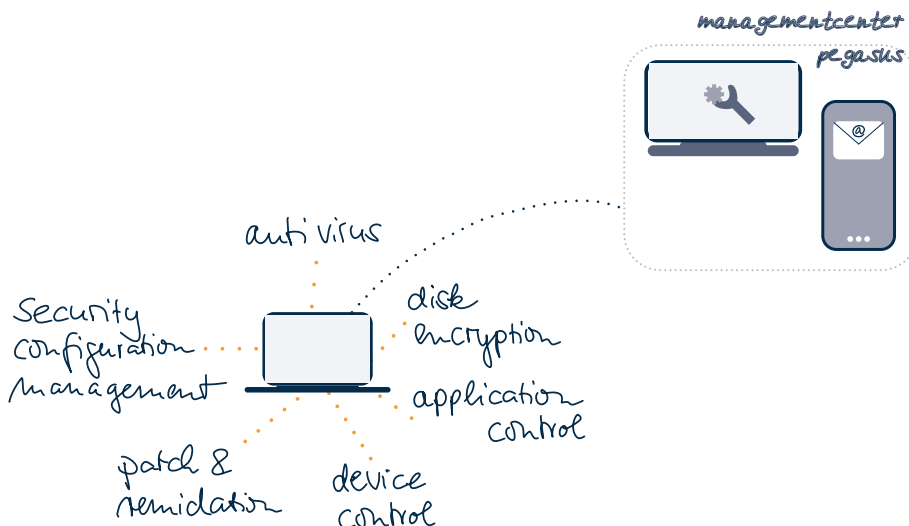 managementcenter
pegasus
@
anti virus
disk
encryption
Security
configuration
management
application
control
patch &
remidation
device
control